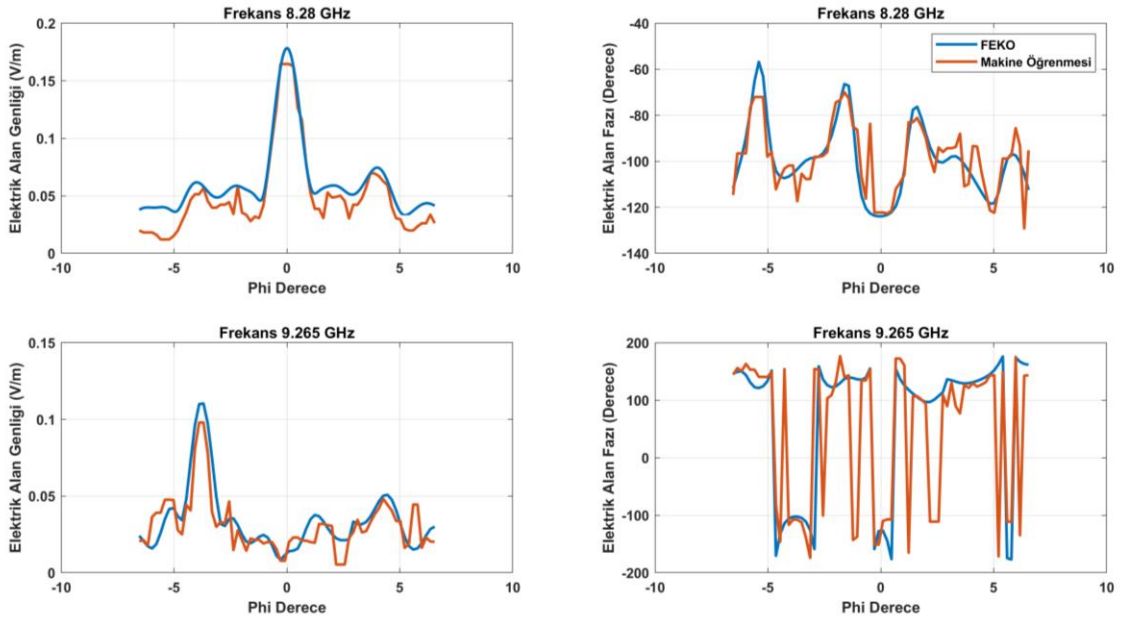 Frekans 8.28 GHz
Elektrik Alan Genliği (V/m)
0.2
0.15
0.1
0.05
0
-10
-5
0
5
10
Phi Derece
Frekans 8.28 GHz
Elektrik Alan Fazı (Derece)
-40
-60
-80
-100
-120
-140
FEKO
Makine Öğrenmesi
-10
-5
0
5
10
Phi Derece
Frekans 9.265 GHz
Elektrik Alan Genligi (V/m)
0.15
0.1
0.05
0
-10
-5
0
5
10
Phi Derece
Frekans 9.265 GHz
Elektrik Alan Fazı (Derece)
200
100
0
-100
-200
-10
-5
0
5
10
Phi Derece